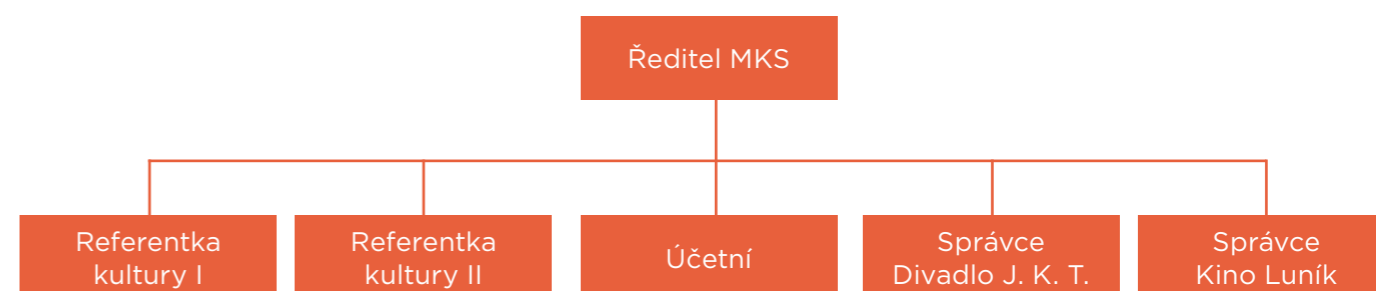 Ředitel MKS
Referentka
kultury I
Referentka
kultury II
Účetní
Správce
Divadlo J. K. T.
Správce
Kino Luník